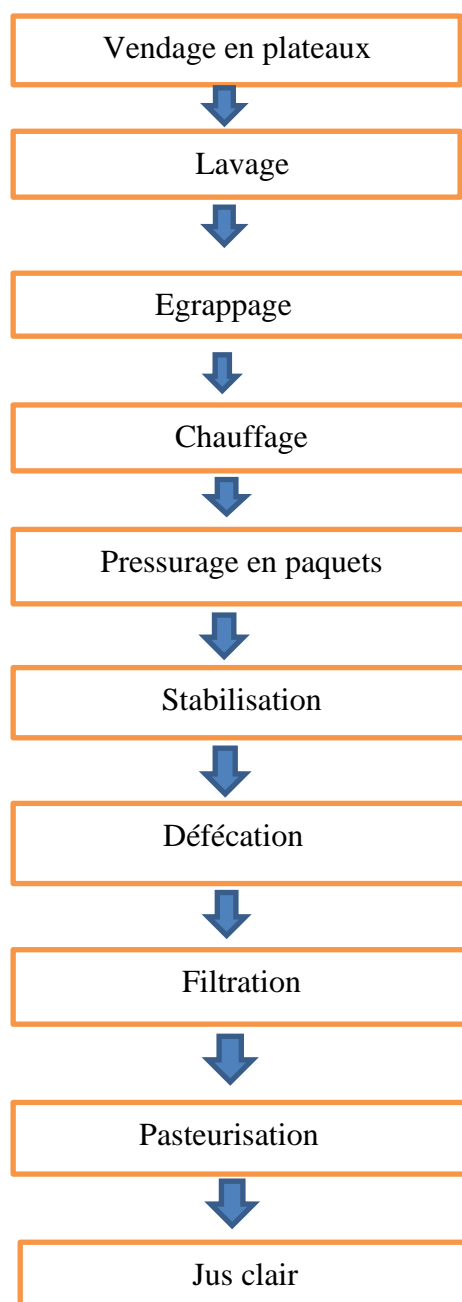 Vendage en plateaux
Lavage
Egrappage
Chauffage
Pressurage en paquets
Stabilisation
Défécation
Filtration
Pasteurisation
Jus clair